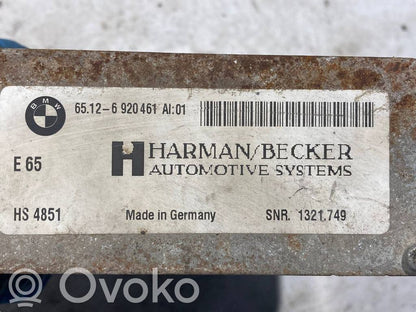 BMW
65.12-6 920 461 AI:01
E 65
HARMAN/BECKER
AUTOMOTIVE SYSTEMS
HS 4851 Made in Germany SNR. 1321.749
Ovoko